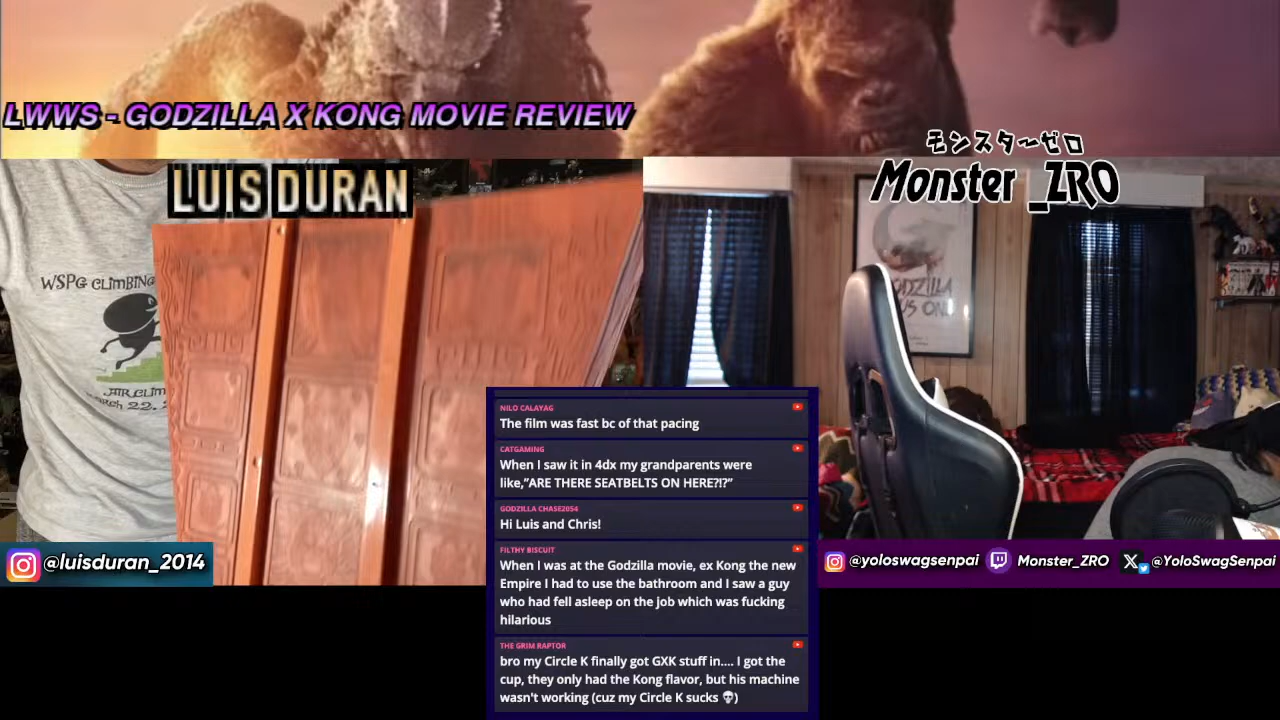 LWWS - GODZILLA X KONG MOVIE REVIEW
モンスターゼロ
Monster _ZRO
LUIS DURAN
WSPG CLIMBING
MARCH 22,
NILO CALAYAG
The film was fast bc of that pacing
CATGAMING
When I saw it in 4dx my grandparents were
like,“ARE THERE SEATBELTS ON HERE?!?”
GODZILLA CHASE2054
Hi Luis and Chris!
FILTHY BISCUIT
When I was at the Godzilla movie, ex Kong the new
Empire I had to use the bathroom and I saw a guy
who had fell asleep on the job which was fucking
hilarious
THE GRIM RAPTOR
bro my Circle K finally got GXK stuff in.... I got the
cup, they only had the Kong flavor, but his machine
wasn't working (cuz my Circle K sucks 💀)
@luisduran_2014
@yoloswagsenpai
Monster_ZRO
@YoloSwagSenpai